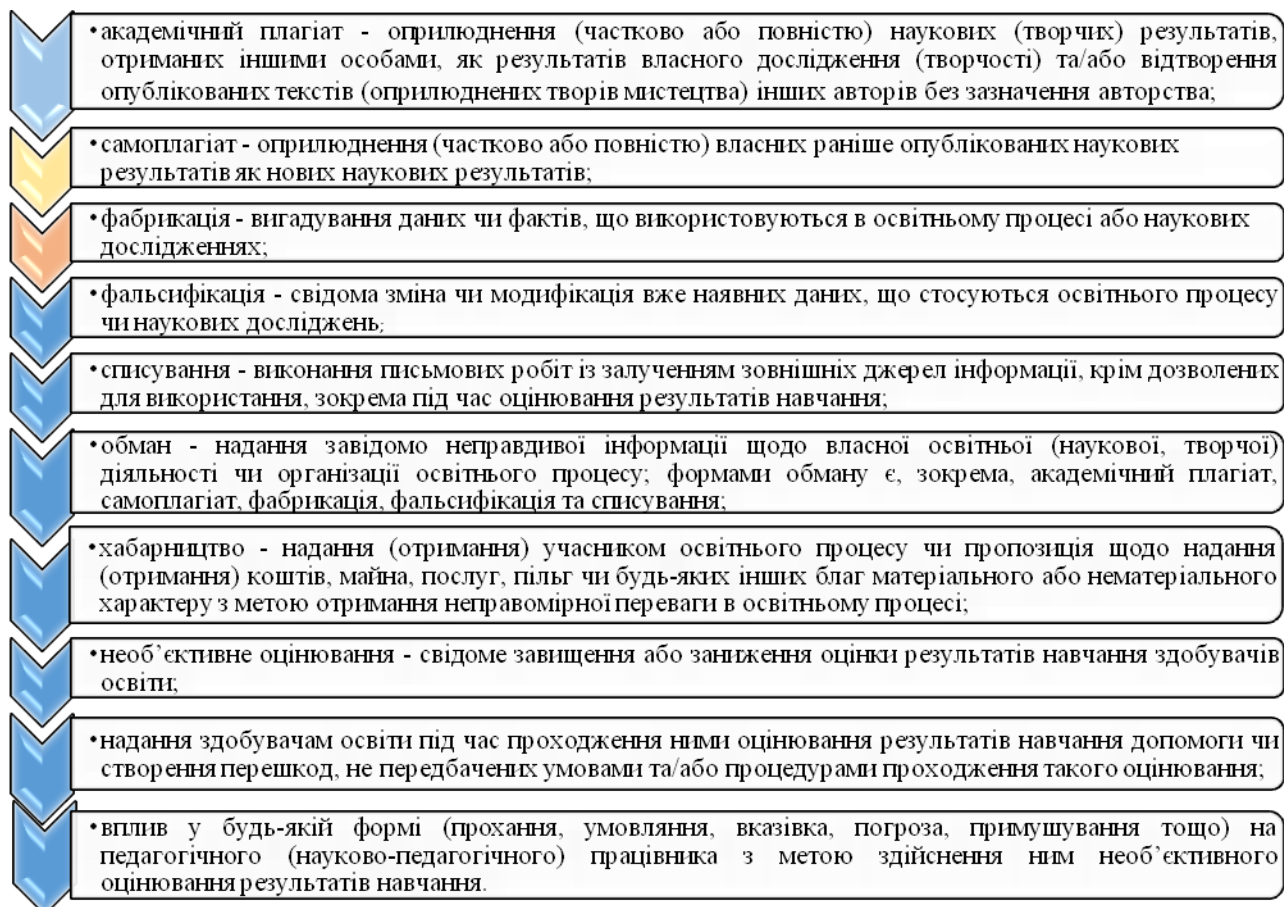 •академічний плагіат - оприлюднення (частково або повністю) наукових (творчих) результатів,
отриманих іншими особами, як результатів власного дослідження (творчості) та/або відтворення
опублікованих текстів (оприлюднених творів мистецтва) інших авторів без зазначення авторства;
•самоплагіат - оприлюднення (частково або повністю) власних раніше опублікованих наукових
результатів як нових наукових результатів;
•фабрикація - вигадування даних чи фактів, що використовуються в освітньому процесі або наукових
дослідженнях;
•фальсифікація - свідома зміна чи модифікація вже наявних даних, що стосуються освітнього процесу
чи наукових досліджень;
•списування - виконання письмових робіт із залученням зовнішніх джерел інформації, крім дозволених
для використання, зокрема під час оцінювання результатів навчання;
•обман - надання завідомо неправдивої інформації щодо власної освітньої (наукової, творчої)
діяльності чи організації освітнього процесу; формами обману є, зокрема, академічний плагіат,
самоплагіат, фабрикація, фальсифікація та списування;
•хабарництво - надання (отримання) учасником освітнього процесу чи пропозиція щодо надання
(отримання) коштів, майна, послуг, пільг чи будь-яких інших благ матеріального або нематеріального
характеру з метою отримання неправомірної переваги в освітньому процесі;
•необ’єктивне оцінювання - свідоме завищення або заниження оцінки результатів навчання здобувачів
освіти;
•надання здобувачам освіти під час проходження ними оцінювання результатів навчання допомоги чи
створення перешкод, не передбачених умовами та/або процедурами проходження такого оцінювання;
•вплив у будь-якій формі (прохання, умовляння, вказівка, погроза, примушування тощо) на
педагогічного (науково-педагогічного) працівника з метою здійснення ним необ’єктивного
оцінювання результатів навчання.